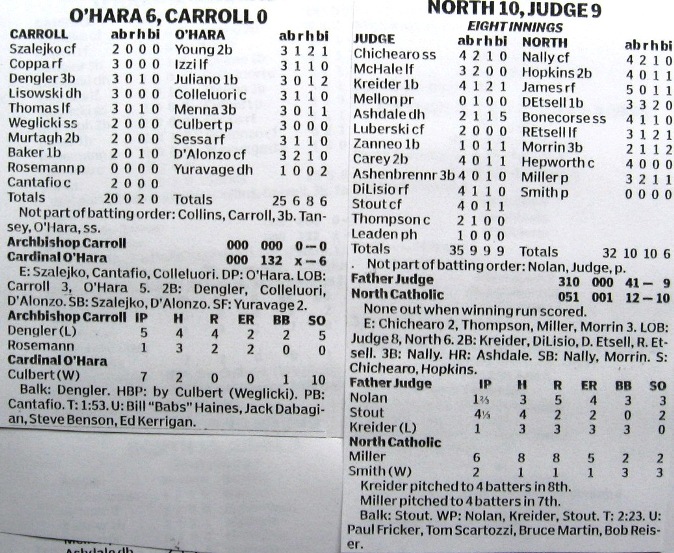 O'HARA 6, CARROLL 0
CARROLL ab r h bi O'HARA ab r h bi
Szalejko cf 2 0 0 0 Young 2b 3 1 2 1
Coppa rf 3 0 0 0 Izzi lf 3 1 1 0
Dengler 3b 3 0 1 0 Juliano 1b 3 0 1 2
Lisowski dh 3 0 0 0 Colleluori c 3 1 1 0
Thomas lf 3 0 1 0 Menna 3b 3 0 1 1
Weglicki ss 2 0 0 0 Culbert p 3 0 0 0
Murtagh 2b 2 0 0 0 Sessa rf 3 1 1 0
Baker 1b 2 0 1 0 D'Alonzo cf 3 2 1 0
Rosemann p 0 0 0 0 Yuravage dh 1 0 0 2
Cantafio c 2 0 0 0
Totals 20 0 2 0 Totals 25 6 8 6
Not part of batting order: Collins, Carroll, 3b. Tan-
sey, O'Hara, ss.
Archbishop Carroll 000 000 0—0
Cardinal O'Hara 000 132 x—6
E: Szalejko, Cantafio, Colleluori. DP: O'Hara. LOB:
Carroll 3, O'Hara 5. 2B: Dengler, Colleluori,
D'Alonzo. SB: Szalejko, D'Alonzo. SF: Yuravage 2.
Archbishop Carroll IP H R ER BB SO
Dengler (L) 5 4 4 2 2 5
Rosemann 1 3 2 2 0 0
Cardinal O'Hara
Culbert (W) 7 2 0 0 1 10
Balk: Dengler. HBP: by Culbert (Weglicki). PB:
Cantafio. T: 1:53. U: Bill "Babs" Haines, Jack Dabagi-
an, Steve Benson, Ed Kerrigan.
NORTH 10, JUDGE 9
EIGHT INNINGS
JUDGE ab r h bi NORTH ab r h bi
Chichearo ss 4 2 1 0 Nally cf 4 2 1 0
McHale lf 3 2 0 0 Hopkins 2b 4 0 1 1
Kreider 1b 4 1 2 1 James rf 5 0 1 1
Mellon pr 0 1 0 0 DEtsell 1b 3 3 2 0
Ashdale dh 2 1 1 5 Bonecorse ss 4 1 1 0
Luberski cf 2 0 0 0 REtsell lf 3 1 2 1
Zanneo 1b 1 0 1 1 Morrin 3b 2 1 1 2
Carey 2b 4 0 1 1 Hepworth c 4 0 0 0
Ashenbrennr 3b 4 0 1 0 Miller p 3 2 1 1
DiLisio rf 4 1 1 0 Smith p 0 0 0 0
Stout cf 4 0 1 1
Thompson c 2 1 0 0
Leaden ph 1 0 0 0
Totals 35 9 9 9 Totals 32 10 10 6
Not part of batting order: Nolan, Judge, p.
Father Judge 310 000 41— 9
North Catholic 051 001 12—10
None out when winning run scored.
E: Chichearo 2, Thompson, Miller, Morrin 3. LOB:
Judge 8, North 6. 2B: Kreider, DiLisio, D. Etsell, R. Et-
sell. 3B: Nally. HR: Ashdale. SB: Nally, Morrin. S:
Chichearo, Hopkins.
Father Judge IP H R ER BB SO
Nolan 1⅔ 3 5 4 3 3
Stout 4⅓ 4 2 2 0 2
Kreider (L) 1 3 3 3 3 0
North Catholic
Miller 6 8 8 5 2 2
Smith (W) 2 1 1 1 3 3
Kreider pitched to 4 batters in 8th.
Miller pitched to 4 batters in 7th.
Balk: Stout. WP: Nolan, Kreider, Stout. T: 2:23. U:
Paul Fricker, Tom Scartozzi, Bruce Martin, Bob Reis-
er.
Ashdale dh